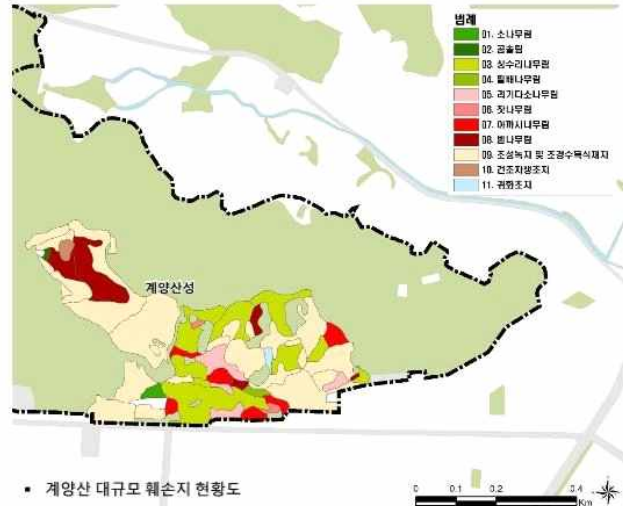 범례
01. 소나무림
02. 곰솔림
03. 상수리나무림
04. 팥배나무림
05. 리기다소나무림
06. 잣나무림
07. 아까시나무림
08. 밤나무림
09. 조성녹지 및 조경수목식재지
10. 건조자생초지
11. 귀화초지
계양산성
▪ 계양산 대규모 훼손지 현황도
0 0.1 0.2 0.4
Km